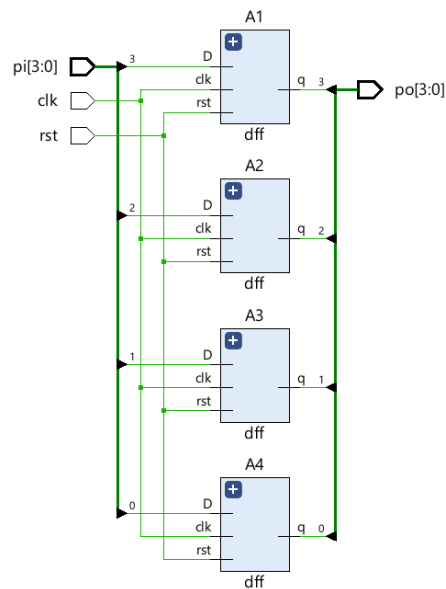 A1
pi[3:0]
3
D
clk
clk
q
3
po[3:0]
rst
rst
dff
A2
2
D
clk
q
2
rst
dff
A3
1
D
clk
q
1
rst
dff
A4
0
D
clk
q
0
rst
dff